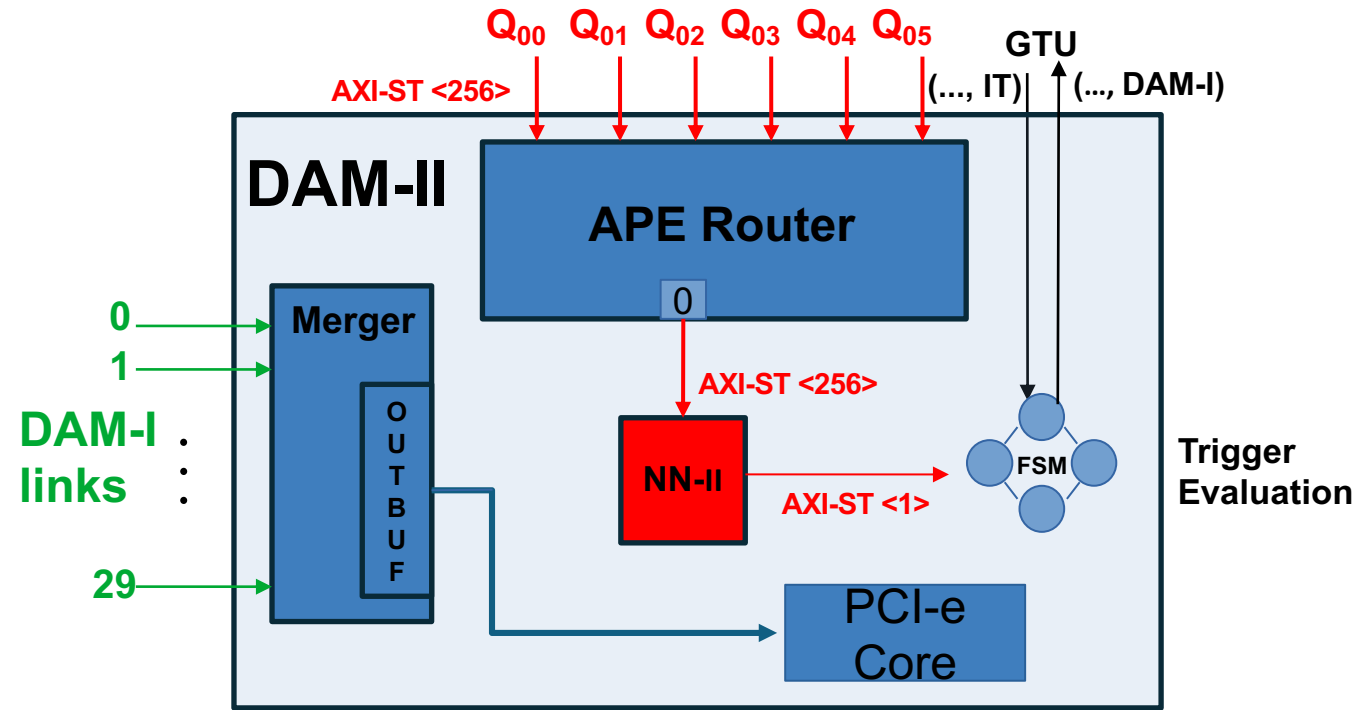 Q00 Q01 Q02 Q03 Q04 Q05
GTU
AXI-ST <256>
(..., IT)
(..., DAM-I)
DAM-II
APE Router
0
Merger
0
1
DAM-I
links
⋮
29
OUTBUF
AXI-ST <256>
NN-II
AXI-ST <1>
FSM
Trigger
Evaluation
PCI-e
Core